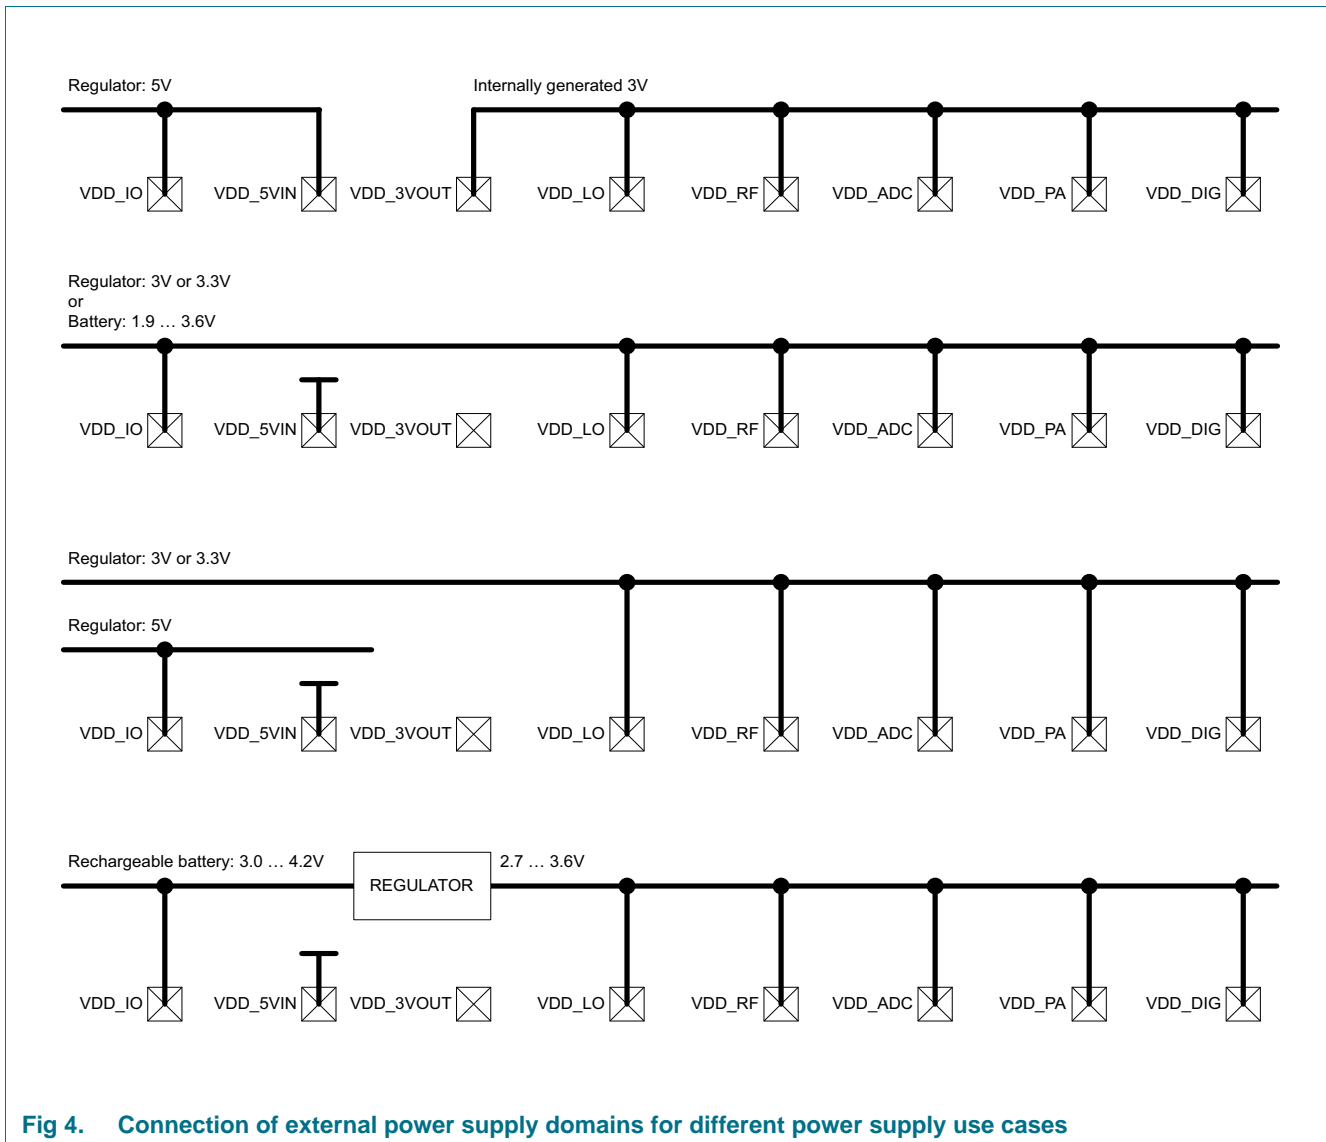 Regulator: 5V
Internally generated 3V
VDD_IO VDD_5VIN VDD_3VOUT VDD_LO VDD_RF VDD_ADC VDD_PA VDD_DIG
Regulator: 3V or 3.3V
or
Battery: 1.9 … 3.6V
VDD_IO VDD_5VIN VDD_3VOUT VDD_LO VDD_RF VDD_ADC VDD_PA VDD_DIG
Regulator: 3V or 3.3V
Regulator: 5V
VDD_IO VDD_5VIN VDD_3VOUT VDD_LO VDD_RF VDD_ADC VDD_PA VDD_DIG
Rechargeable battery: 3.0 … 4.2V
REGULATOR
2.7 … 3.6V
VDD_IO VDD_5VIN VDD_3VOUT VDD_LO VDD_RF VDD_ADC VDD_PA VDD_DIG
Fig 4. Connection of external power supply domains for different power supply use cases